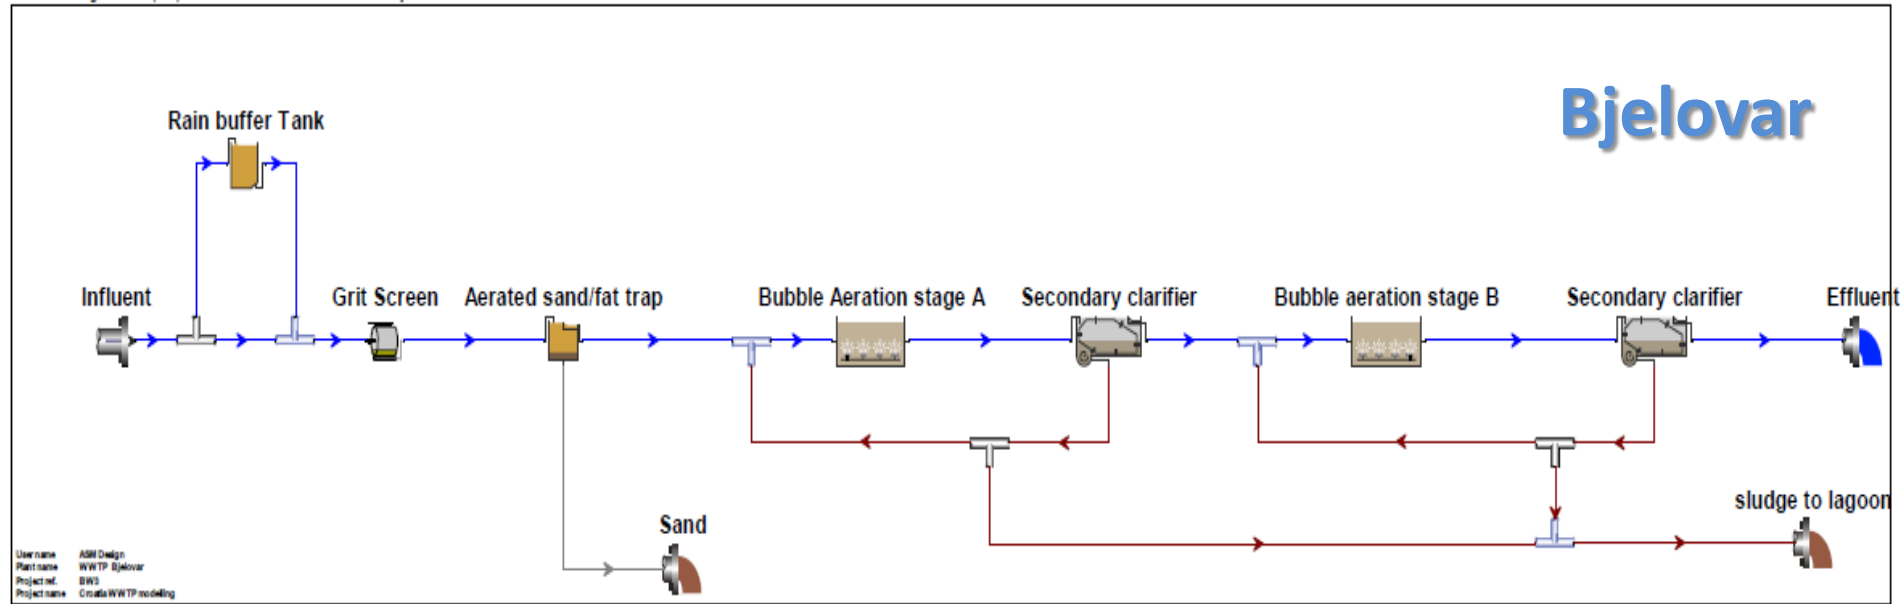 Bjelovar
Rain buffer Tank
Influent
Grit Screen
Aerated sand/fat trap
Bubble Aeration stage A
Secondary clarifier
Bubble aeration stage B
Secondary clarifier
Effluent
sludge to lagoon
Sand
User name ASM Design
Plant name WWTP Bjelovar
Project ref. BW3
Project name Croatia WWTP modelling